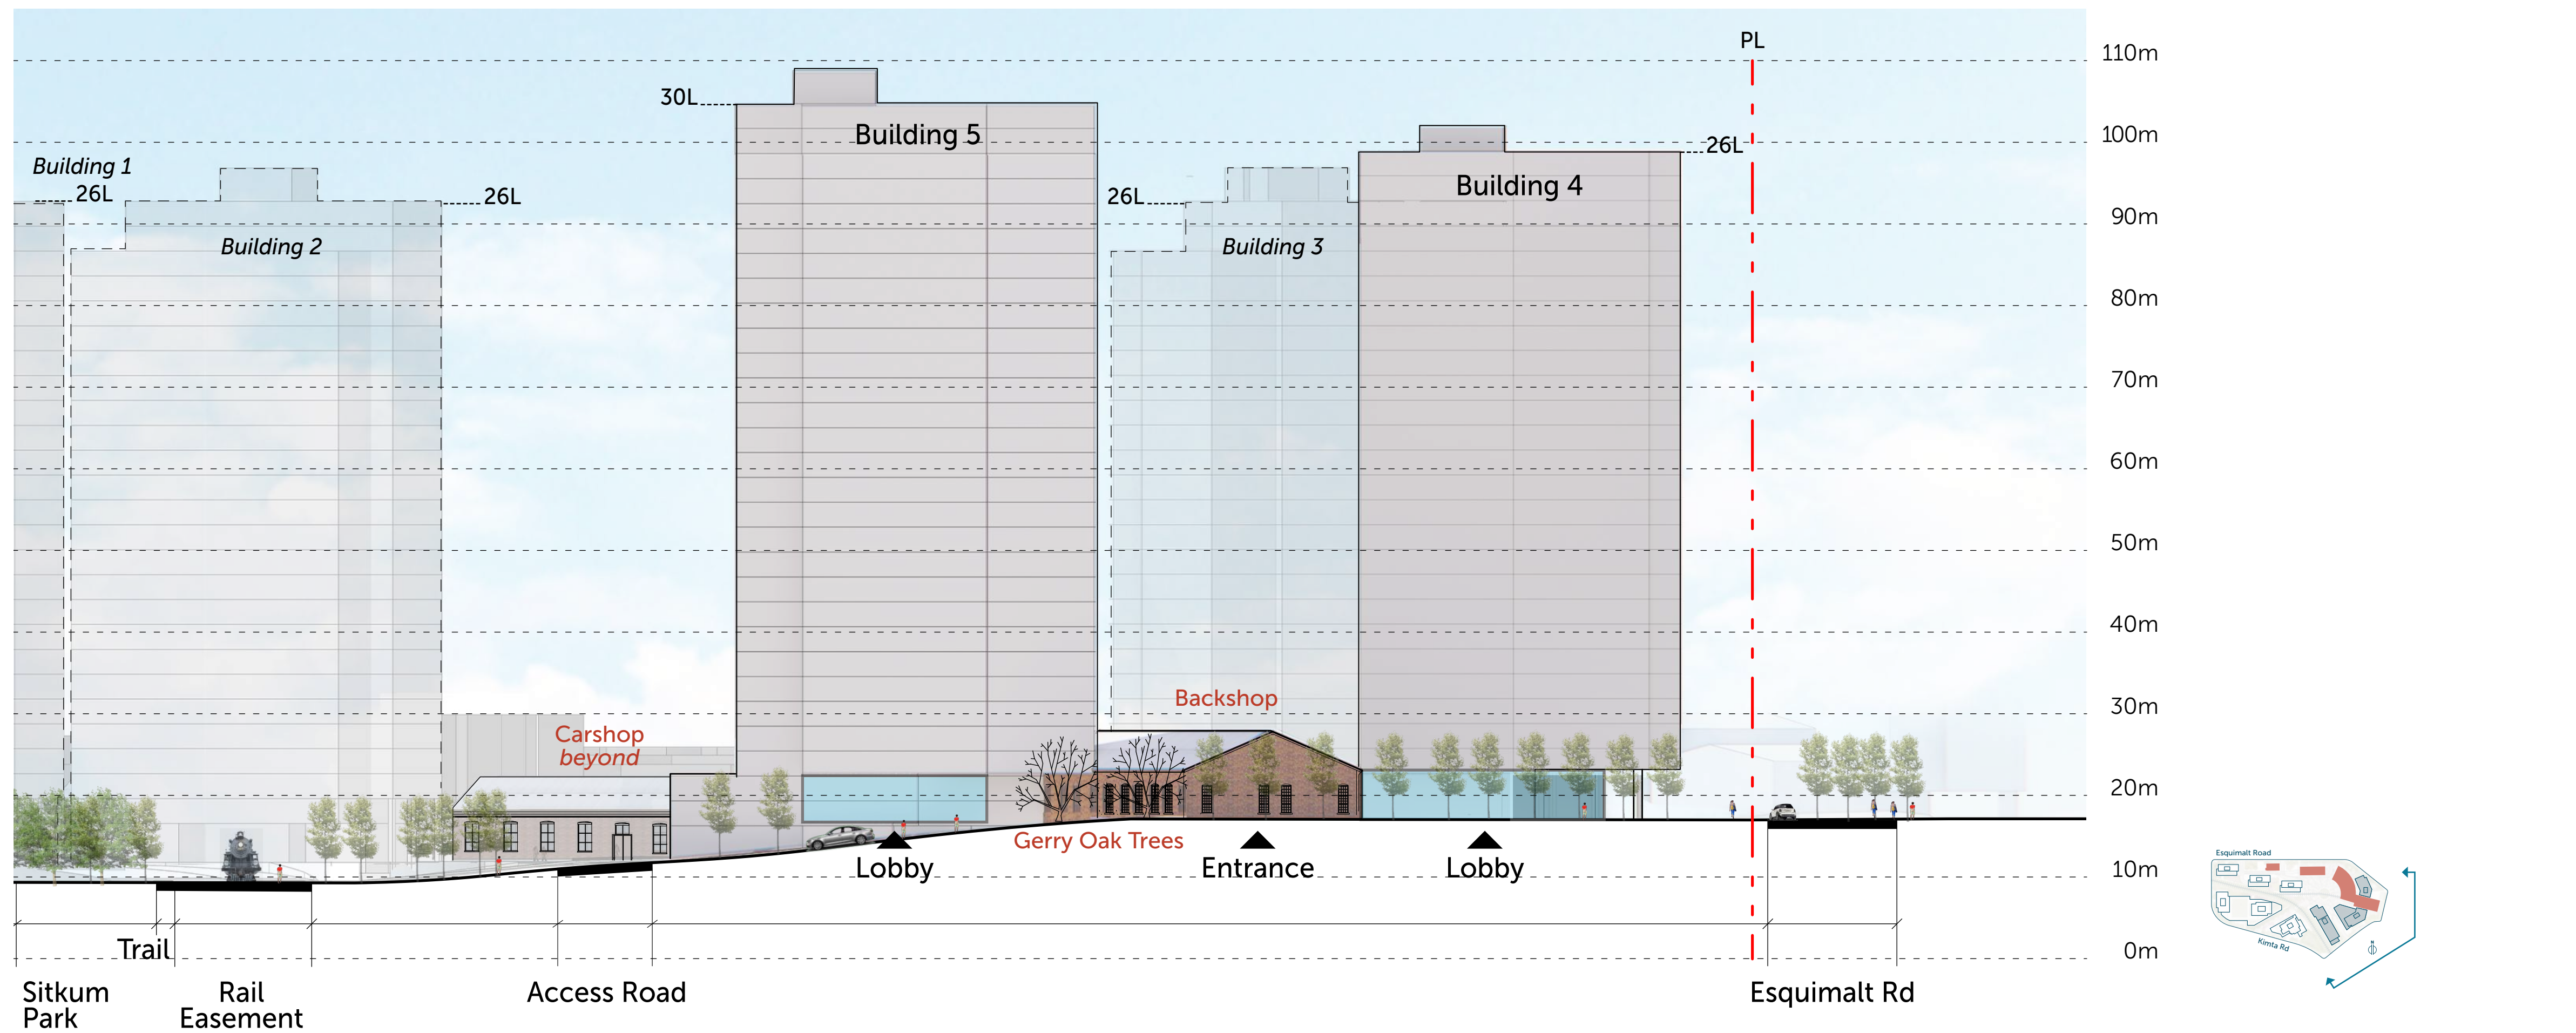 PL
110m
30L
Building 5
100m
26L
Building 1
26L
26L
Building 4
26L
90m
Building 2
Building 3
80m
70m
60m
50m
40m
Backshop
30m
Carshop
beyond
20m
Gerry Oak Trees
Lobby
Entrance
Lobby
10m
Esquimalt Road
Kimta Rd
N
Trail
0m
Sitkum
Park
Rail
Easement
Access Road
Esquimalt Rd